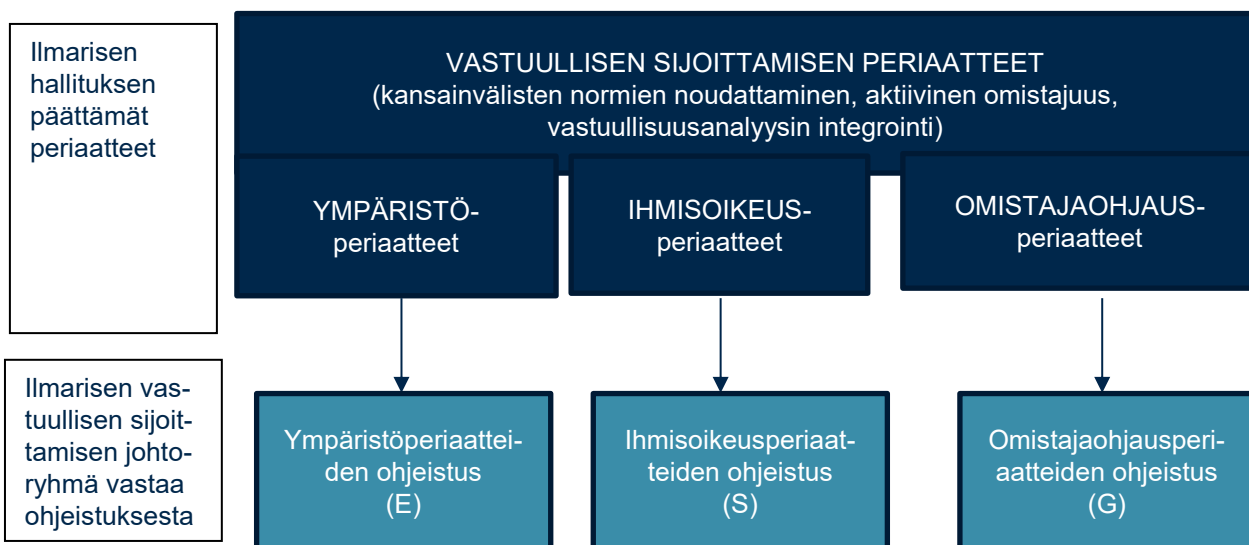 Ilmarisen
hallituksen
päättämät
periaatteet
VASTUULLISEN SIJOITTAMISEN PERIAATTEET
(kansainvälisten normien noudattaminen, aktiivinen omistajuus,
vastuullisuusanalyysin integrointi)
YMPÄRISTÖ-
periaatteet
IHMISOIKEUS-
periaatteet
OMISTAJAOHJAUS-
periaatteet
Ilmarisen vas-
tuullisen sijoit-
tamisen johto-
ryhmä vastaa
ohjeistuksesta
Ympäristöperiaattei-
den ohjeistus
(E)
Ihmisoikeusperiaat-
teiden ohjeistus
(S)
Omistajaohjausperi-
aatteiden ohjeistus
(G)